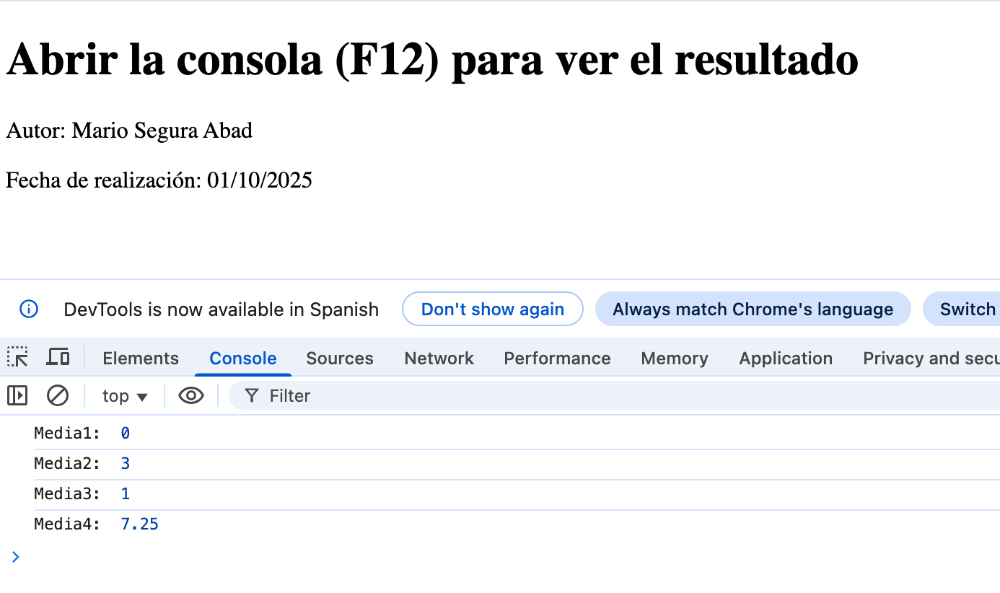 Abrir la consola (F12) para ver el resultado
Autor: Mario Segura Abad
Fecha de realización: 01/10/2025
DevTools is now available in Spanish Don't show again Always match Chrome's language Switch
Elements Console Sources Network Performance Memory Application Privacy and secu
top Filter
Media1: 0
Media2: 3
Media3: 1
Media4: 7.25